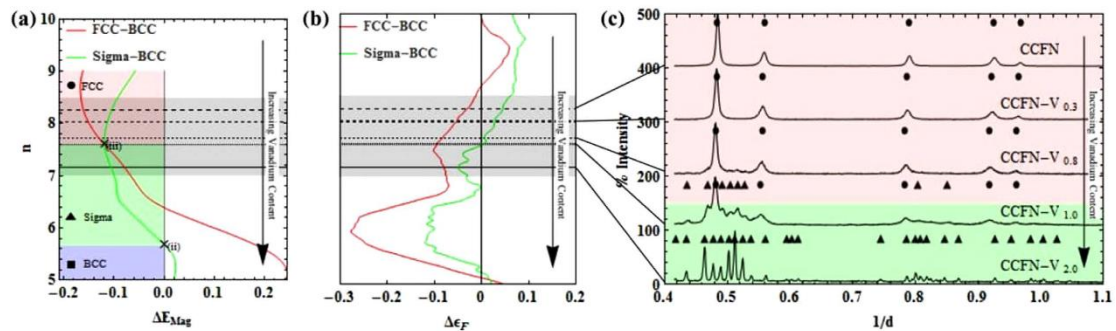 (a)
FCC−BCC
Sigma−BCC
10
9
8
7
6
5
n
FCC
Sigma
BCC
(iii)
(ii)
Increasing Vanadium Content
−0.2 −0.1 0.0 0.1 0.2
ΔE_Mag
(b)
FCC−BCC
Sigma−BCC
Increasing Vanadium Content
−0.3 −0.2 −0.1 0 0.1 0.2
Δϵ_F
(c)
500
400
300
200
100
0
% Intensity
CCFN
CCFN−V 0.3
CCFN−V 0.8
CCFN−V 1.0
CCFN−V 2.0
Increasing Vanadium Content
0.4 0.5 0.6 0.7 0.8 0.9 1.0 1.1
1/d